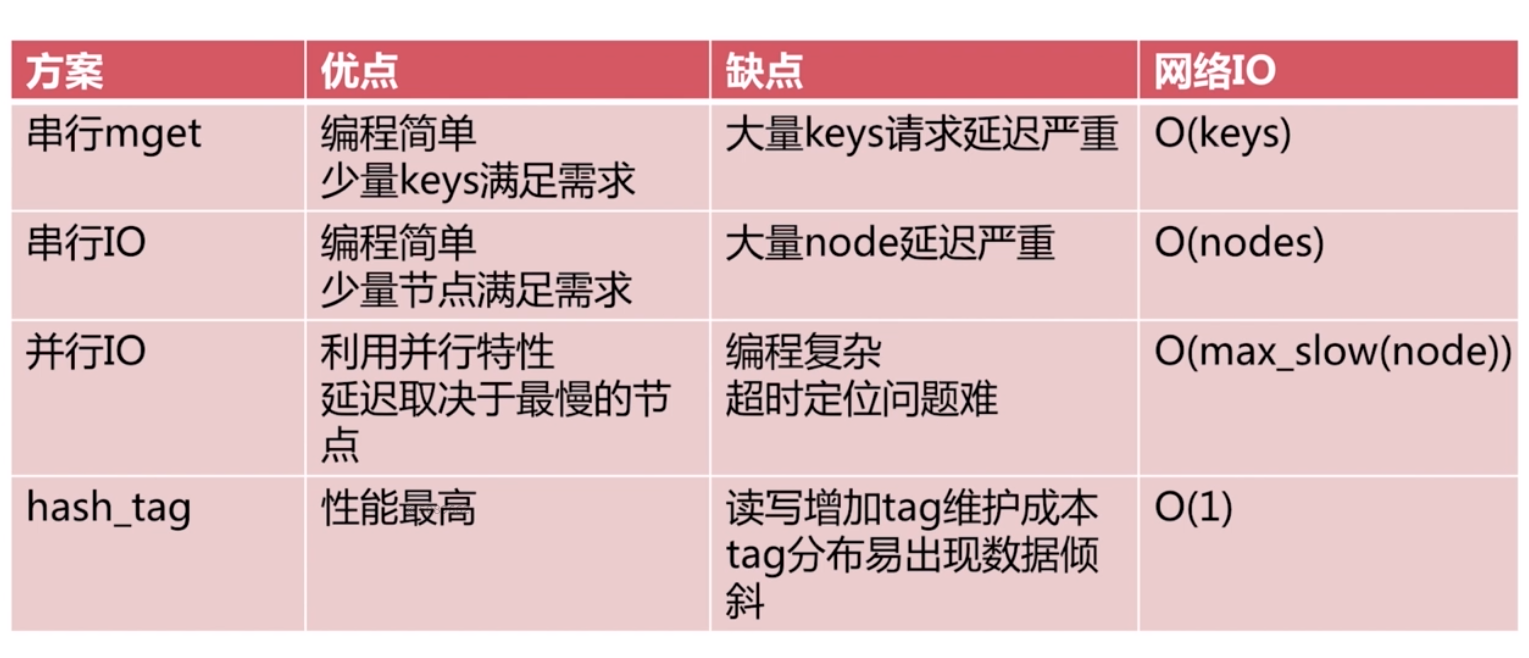 方案
优点
缺点
网络IO
串行mget
编程简单
少量keys满足需求
大量keys请求延迟严重
O(keys)
串行IO
编程简单
少量节点满足需求
大量node延迟严重
O(nodes)
并行IO
利用并行特性
延迟取决于最慢的节
点
编程复杂
超时定位问题难
O(max_slow(node))
hash_tag
性能最高
读写增加tag维护成本
tag分布易出现数据倾
斜
O(1)